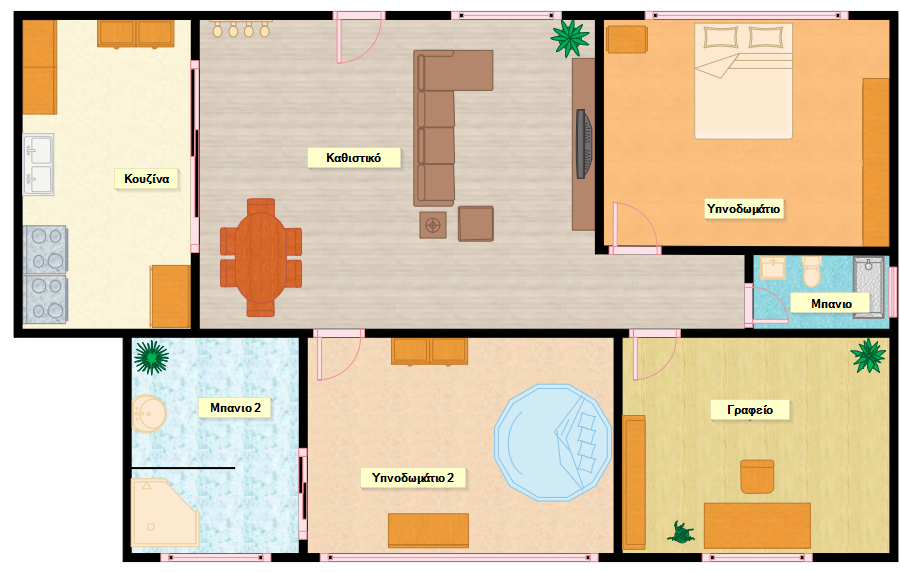 Καθιστικό
Κουζίνα
Υπνοδωμάτιο
Μπανιο
Μπανιο 2
Γραφείο
Υπνοδωμάτιο 2